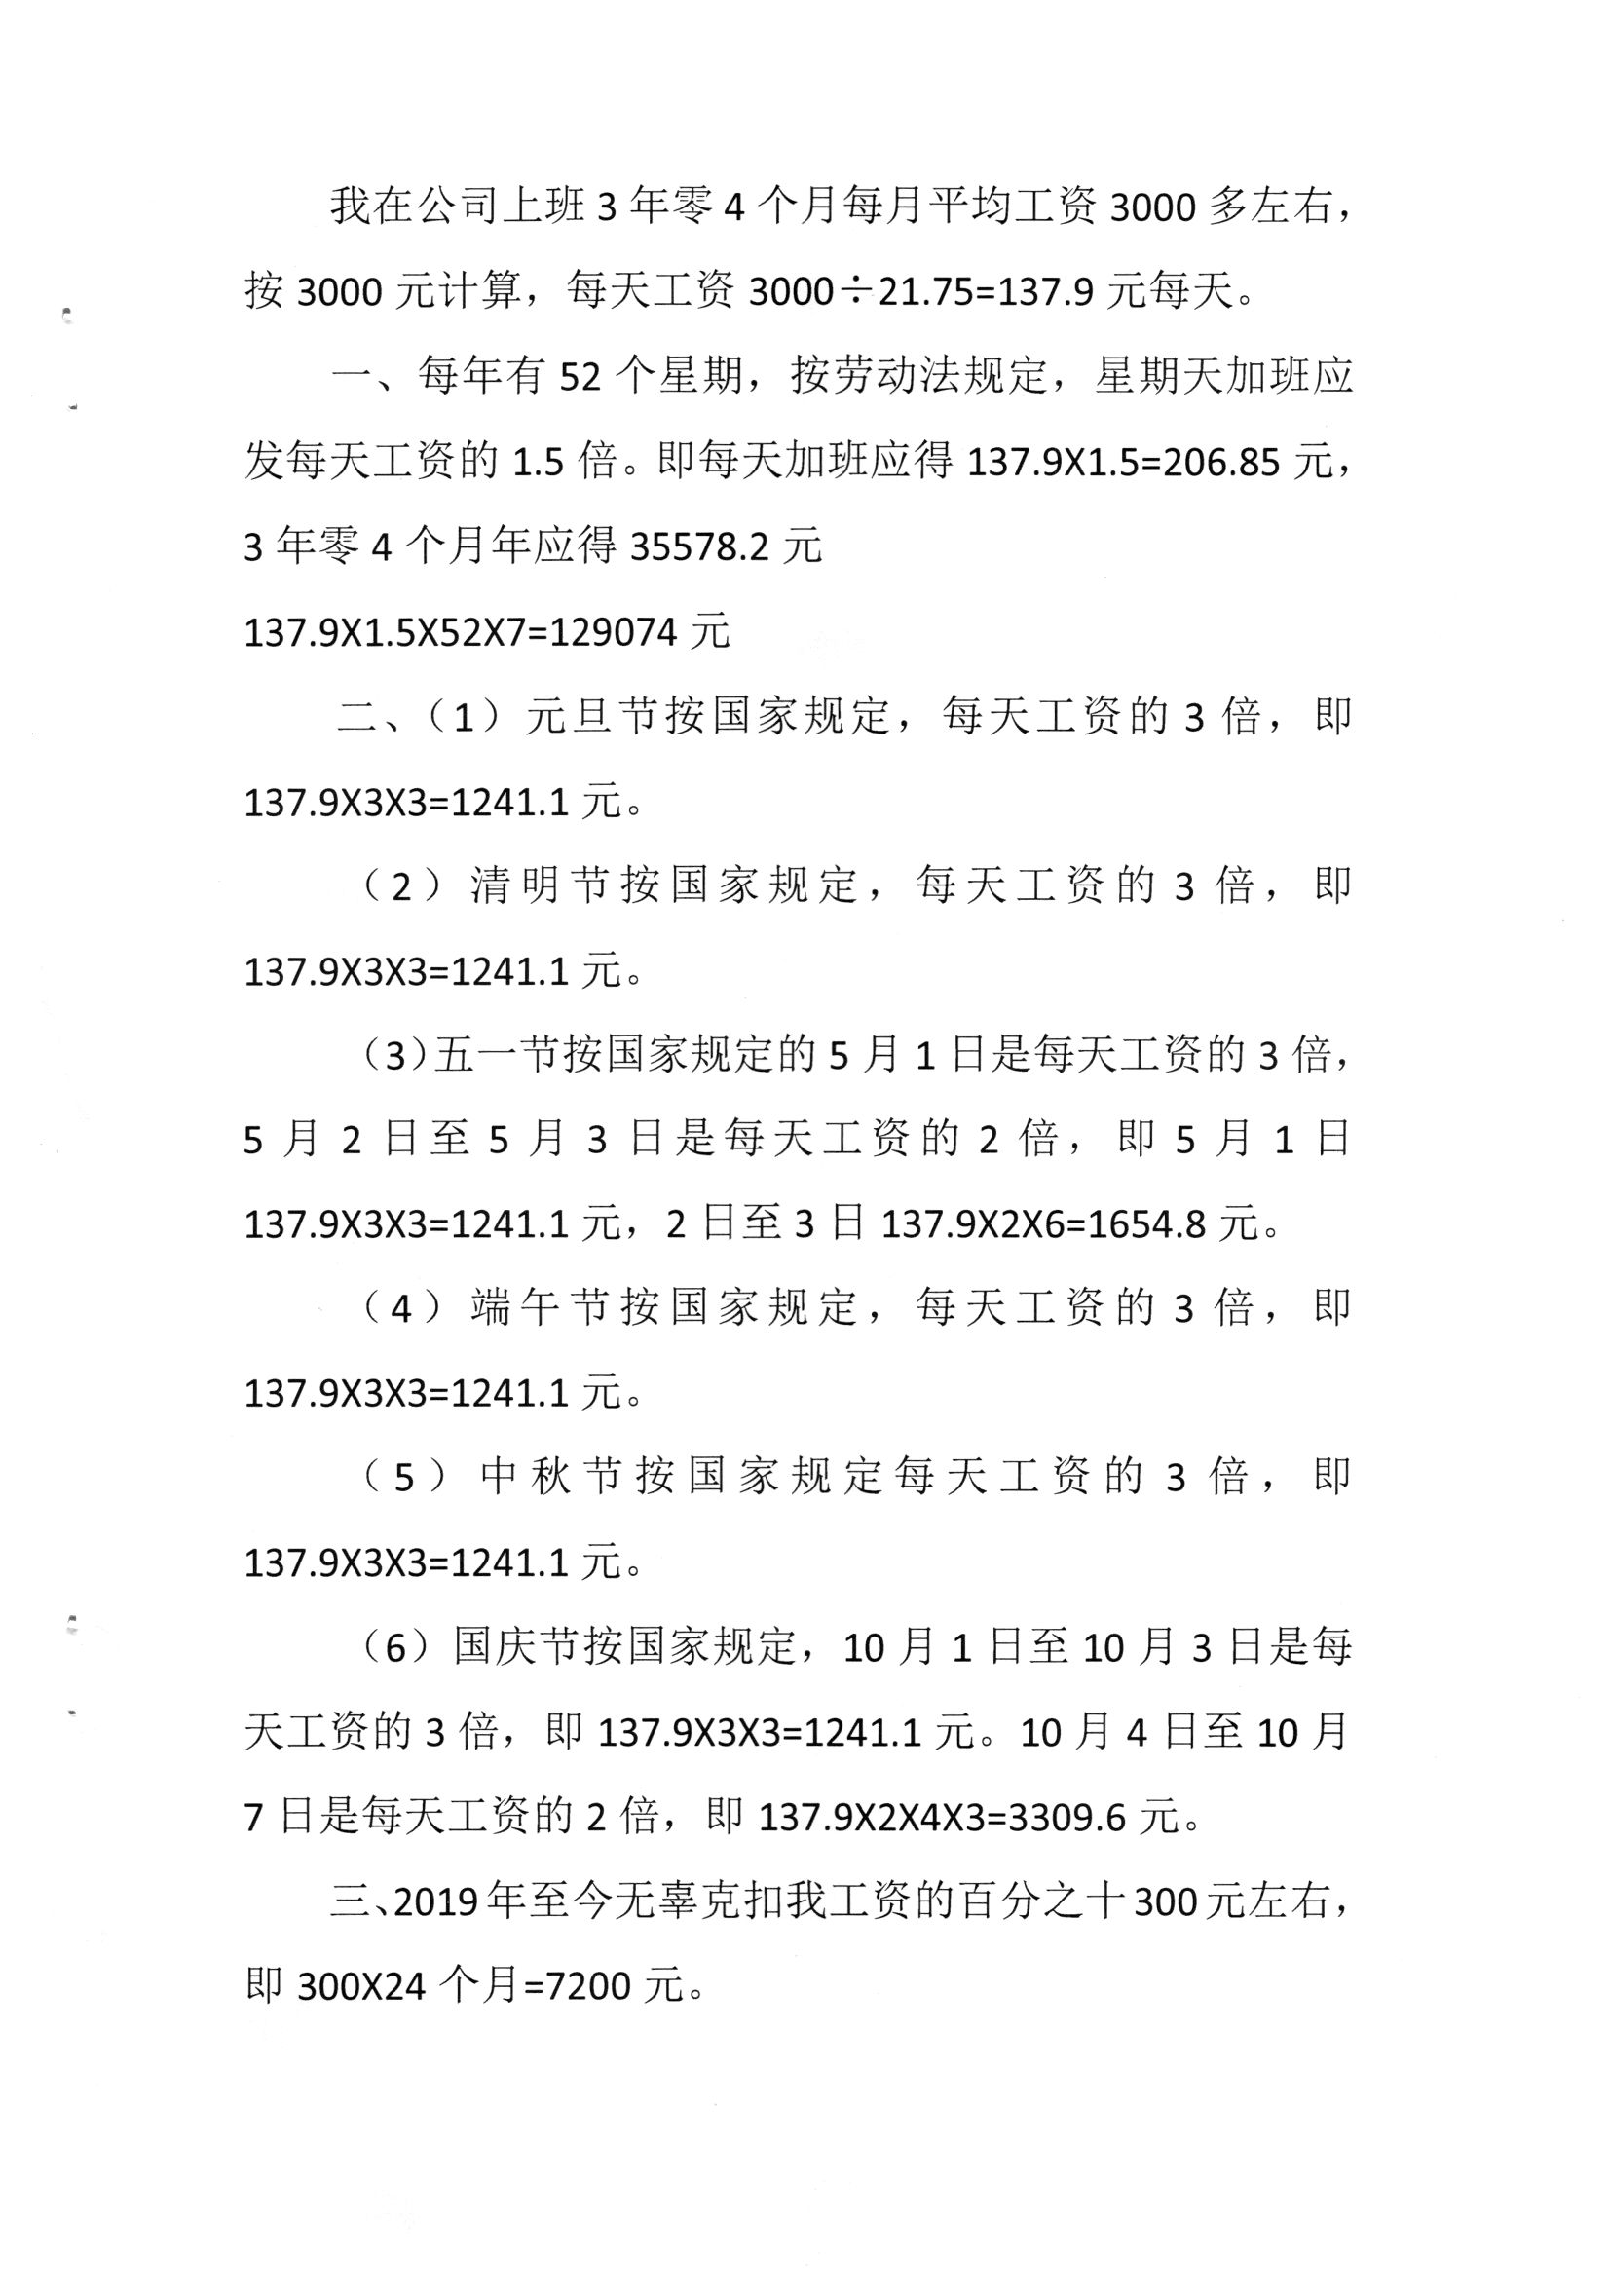 我在公司上班 3 年零 4 个月每月平均工资 3000 多左右，
按 3000 元计算，每天工资 3000÷21.75=137.9 元每天。
一、每年有 52 个星期，按劳动法规定，星期天加班应
发每天工资的 1.5 倍。即每天加班应得 137.9X1.5=206.85 元，
3 年零 4 个月年应得 35578.2 元
137.9X1.5X52X7=129074 元
二、（1）元旦节按国家规定，每天工资的 3 倍，即
137.9X3X3=1241.1 元。
（2）清明节按国家规定，每天工资的 3 倍，即
137.9X3X3=1241.1 元。
（3）五一节按国家规定的 5 月 1 日是每天工资的 3 倍，
5 月 2 日至 5 月 3 日是每天工资的 2 倍，即 5 月 1 日
137.9X3X3=1241.1 元，2 日至 3 日 137.9X2X6=1654.8 元。
（4）端午节按国家规定，每天工资的 3 倍，即
137.9X3X3=1241.1 元。
（5）中秋节按国家规定每天工资的 3 倍，即
137.9X3X3=1241.1 元。
（6）国庆节按国家规定，10 月 1 日至 10 月 3 日是每
天工资的 3 倍，即 137.9X3X3=1241.1 元。10 月 4 日至 10 月
7 日是每天工资的 2 倍，即 137.9X2X4X3=3309.6 元。
三、2019 年至今无辜克扣我工资的百分之十 300 元左右，
即 300X24 个月=7200 元。